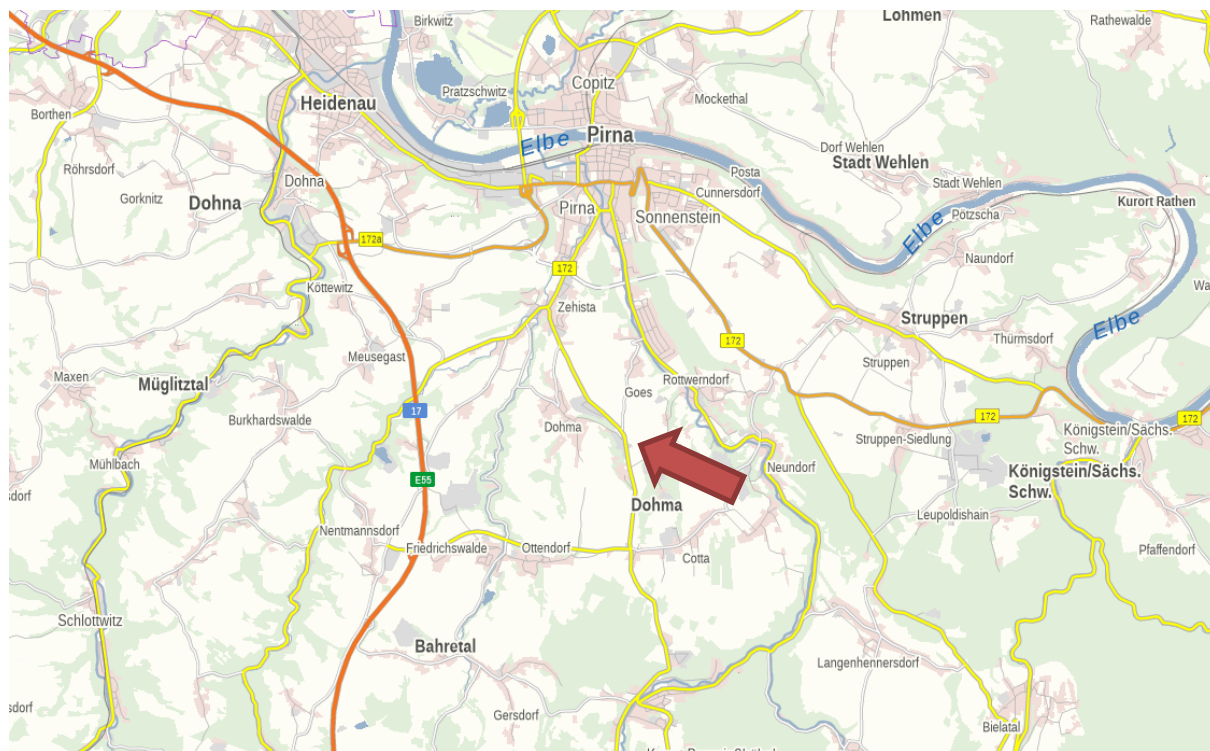 Birkwitz
Lohmen
Rathewalde
Copitz
Pratzschwitz
Mockethal
Heidenau
Borthen
Elbe
Pirna
Dorf Wehlen
Stadt Wehlen
Röhrsdorf
Posta
Dohna
Stadt Wehlen
Gorknitz
Dohna
Cunnersdorf
Kurort Rathen
Pirna
Sonnenstein
Pötzscha
Elbe
172a
Naundorf
172
Köttewitz
Wa
Zehista
Struppen
Elbe
172
Thürmsdorf
Meusegast
Struppen
Maxen
Müglitztal
Rottwerndorf
Goes
17
172
172
Burkhardswalde
Dohma
Königstein/Sächs.
Schw.
Struppen-Siedlung
Mühlbach
Neundorf
Königstein/Sächs.
Schw.
E55
sdorf
Dohma
Leupoldishain
Nentmannsdorf
Friedrichswalde
Ottendorf
Cotta
Pfaffendorf
Schlottwitz
Bahretal
Langenhennersdorf
sdorf
Gersdorf
Bielatal